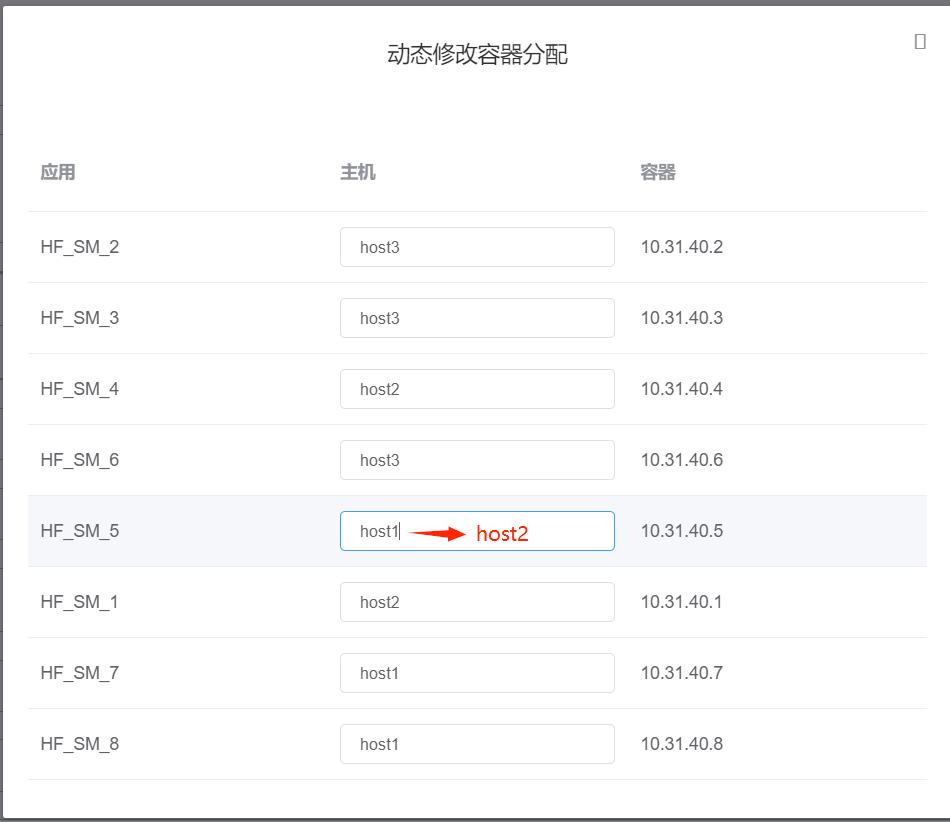 动态修改容器分配
应用 主机 容器
HF_SM_2 host3 10.31.40.2
HF_SM_3 host3 10.31.40.3
HF_SM_4 host2 10.31.40.4
HF_SM_6 host3 10.31.40.6
HF_SM_5 host1 host2 10.31.40.5
HF_SM_1 host2 10.31.40.1
HF_SM_7 host1 10.31.40.7
HF_SM_8 host1 10.31.40.8